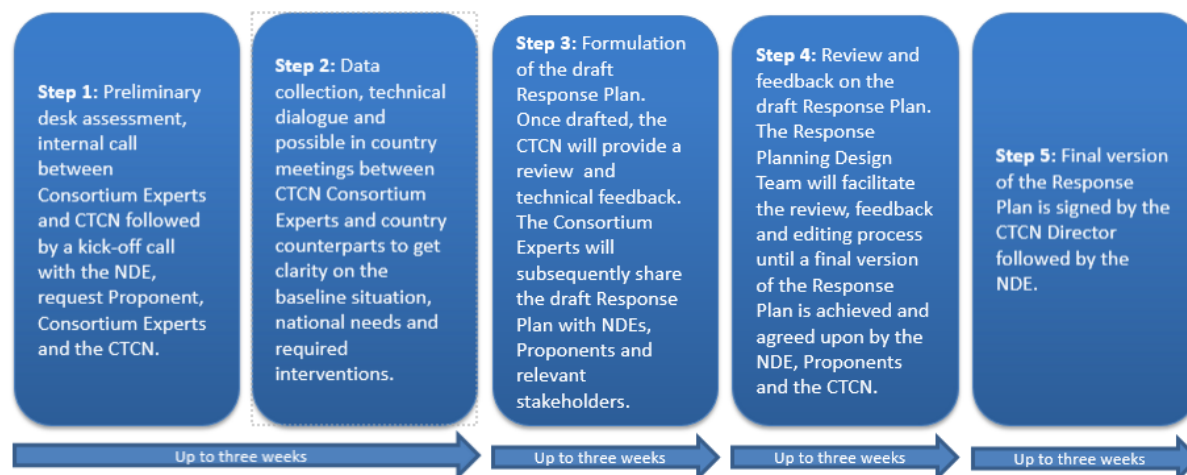 Step 1: Preliminary
desk assessment,
internal call
between
Consortium Experts
and CTCN followed
by a kick-off call
with the NDE,
request Proponent,
Consortium Experts
and the CTCN.
Step 2: Data
collection, technical
dialogue and
possible in country
meetings between
CTCN Consortium
Experts and country
counterparts to get
clarity on the
baseline situation,
national needs and
required
interventions.
Step 3: Formulation
of the draft
Response Plan.
Once drafted, the
CTCN will provide a
review and
technical feedback.
The Consortium
Experts will
subsequently share
the draft Response
Plan with NDEs,
Proponents and
relevant
stakeholders.
Step 4: Review and
feedback on the
draft Response Plan.
The Response
Planning Design
Team will facilitate
the review, feedback
and editing process
until a final version
of the Response
Plan is achieved and
agreed upon by the
NDE, Proponents
and the CTCN.
Step 5: Final version
of the Response
Plan is signed by the
CTCN Director
followed by the
NDE.
Up to three weeks
Up to three weeks
Up to three weeks
Up to three weeks